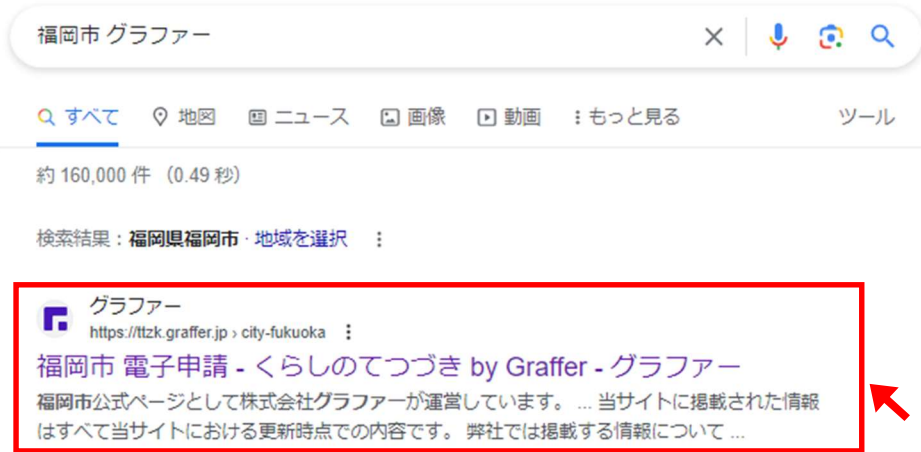 福岡市 グラファー
すべて 地図 ニュース 画像 動画 もっと見る ツール
約 160,000 件 （0.49 秒）
検索結果：福岡県福岡市 · 地域を選択
グラファー
https://ttzk.graffer.jp › city-fukuoka
福岡市 電子申請 - くらしのてつづき by Graffer - グラファー
福岡市公式ページとして株式会社グラファーが運営しています。 ... 当サイトに掲載された情報
はすべて当サイトにおける更新時点での内容です。 弊社では掲載する情報について ...